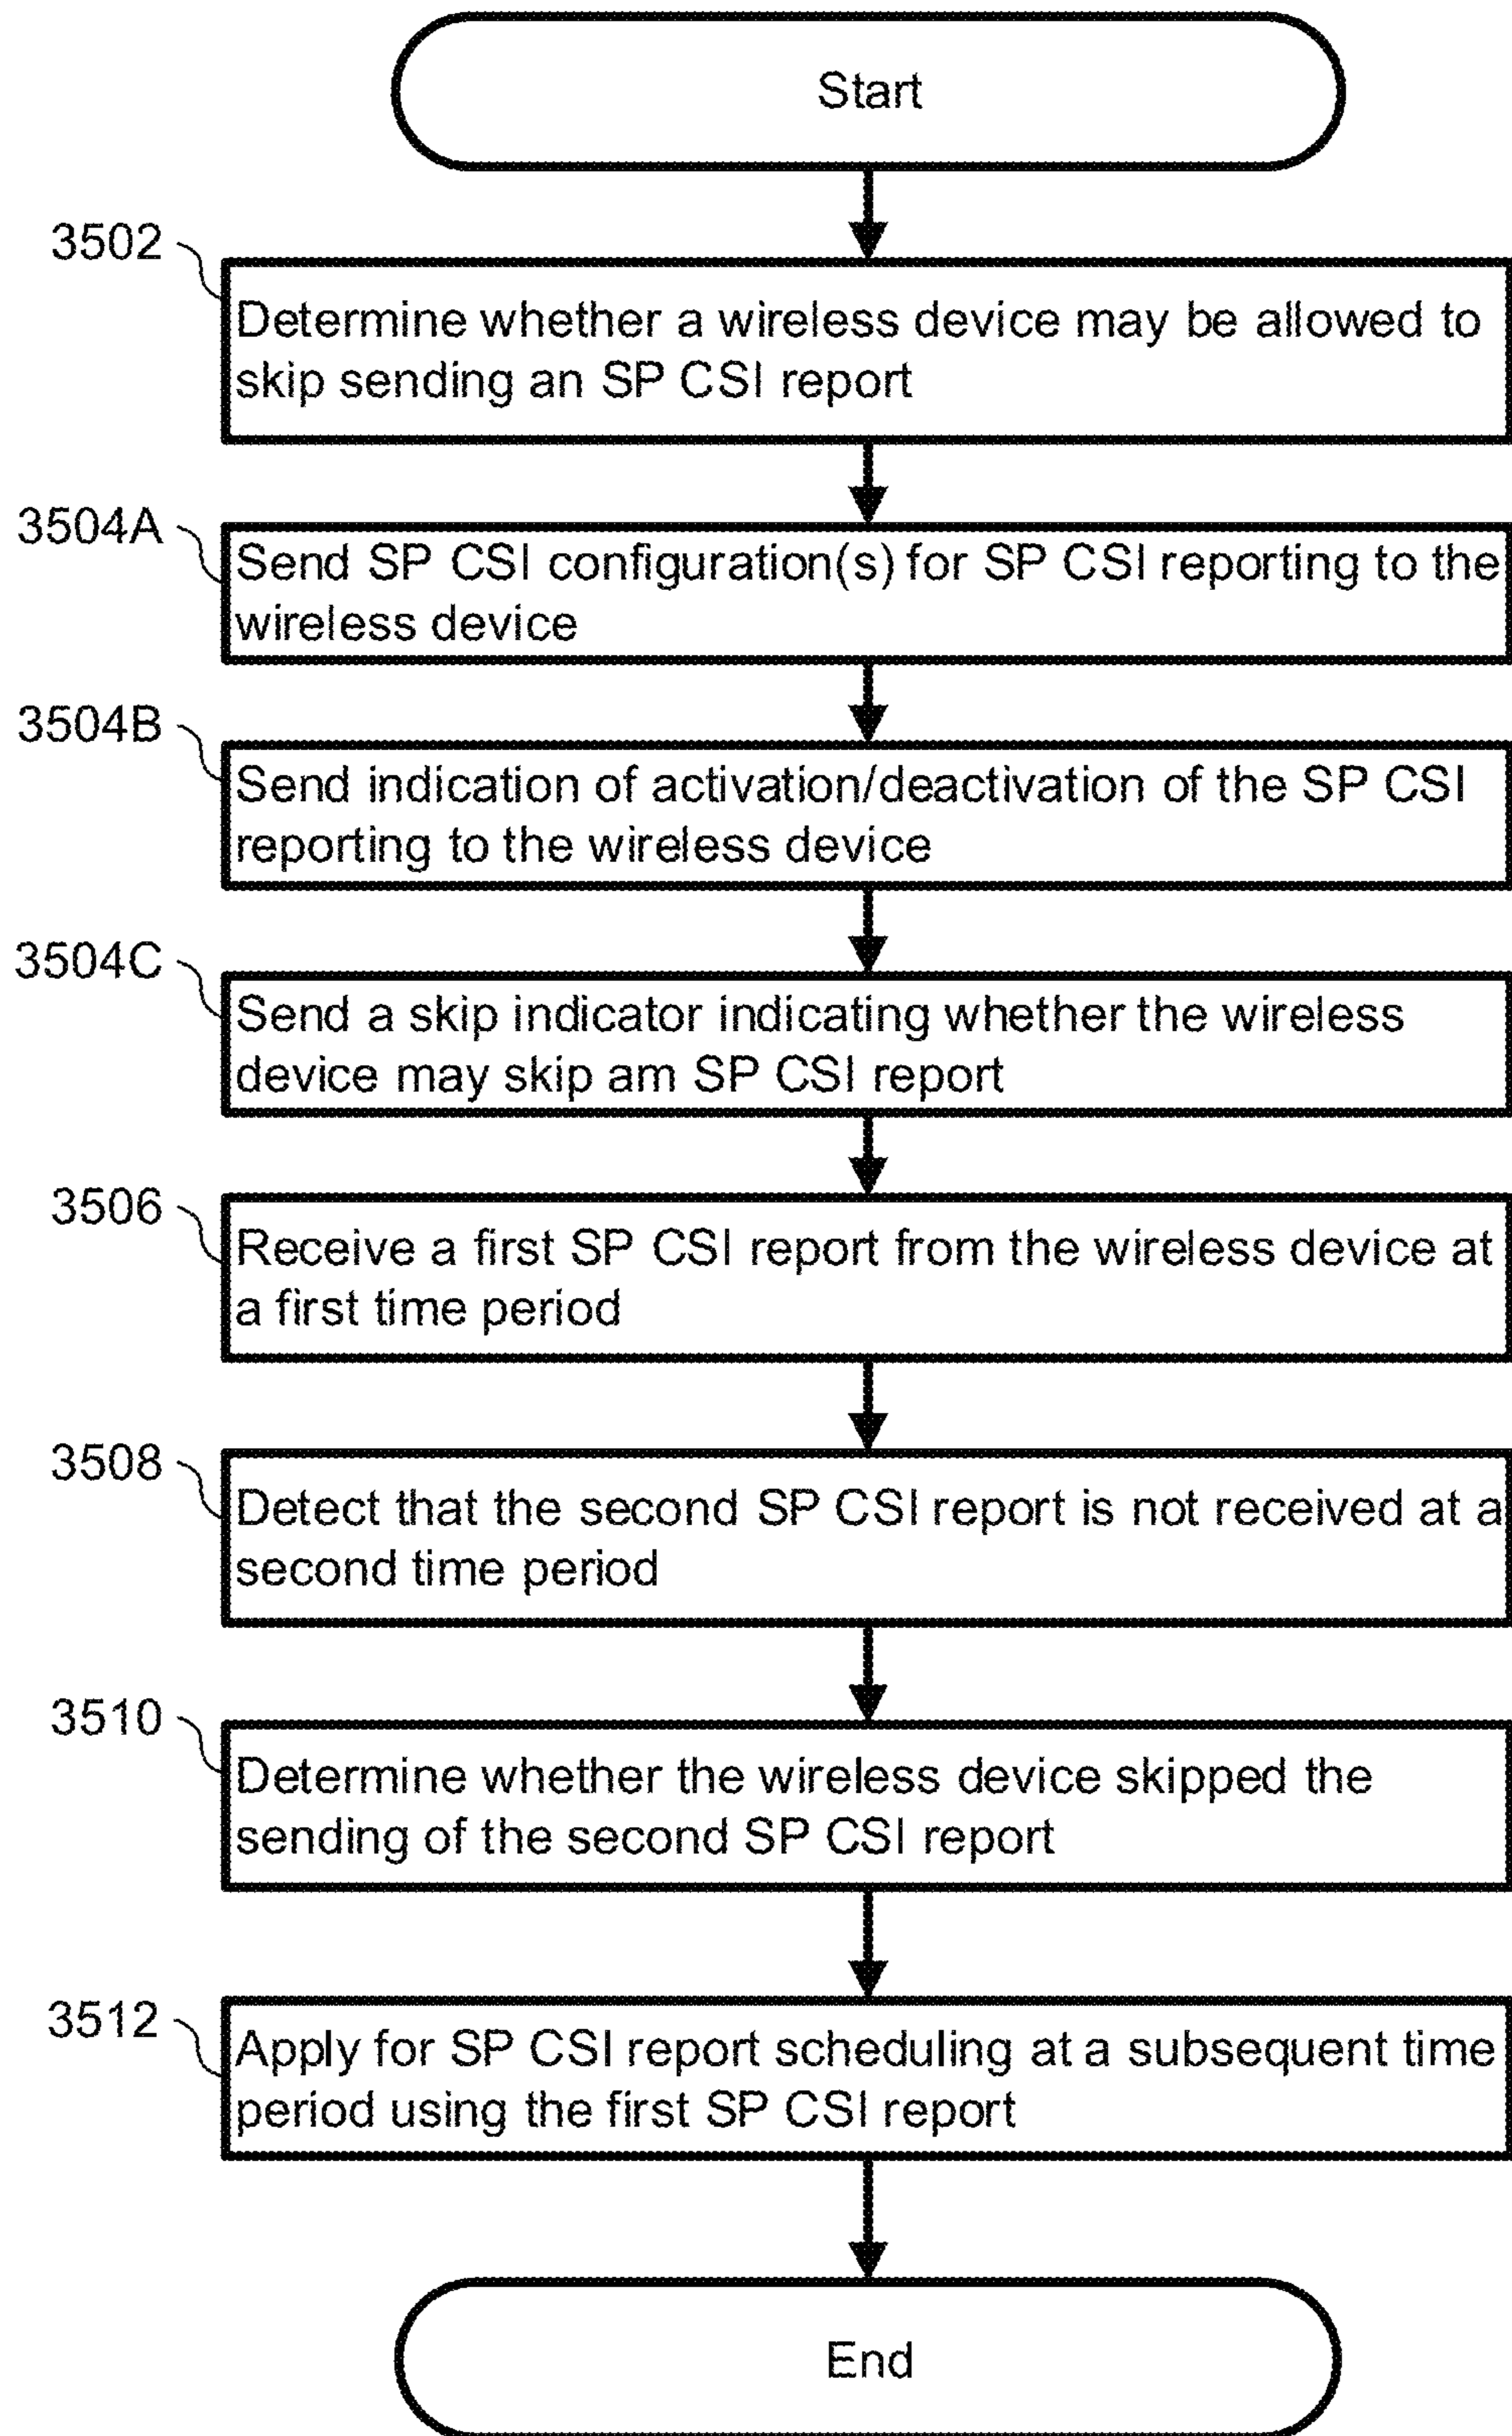 Start
3502
Determine whether a wireless device may be allowed to
skip sending an SP CSI report
3504A
Send SP CSI configuration(s) for SP CSI reporting to the
wireless device
3504B
Send indication of activation/deactivation of the SP CSI
reporting to the wireless device
3504C
Send a skip indicator indicating whether the wireless
device may skip am SP CSI report
3506
Receive a first SP CSI report from the wireless device at
a first time period
3508
Detect that the second SP CSI report is not received at a
second time period
3510
Determine whether the wireless device skipped the
sending of the second SP CSI report
3512
Apply for SP CSI report scheduling at a subsequent time
period using the first SP CSI report
End